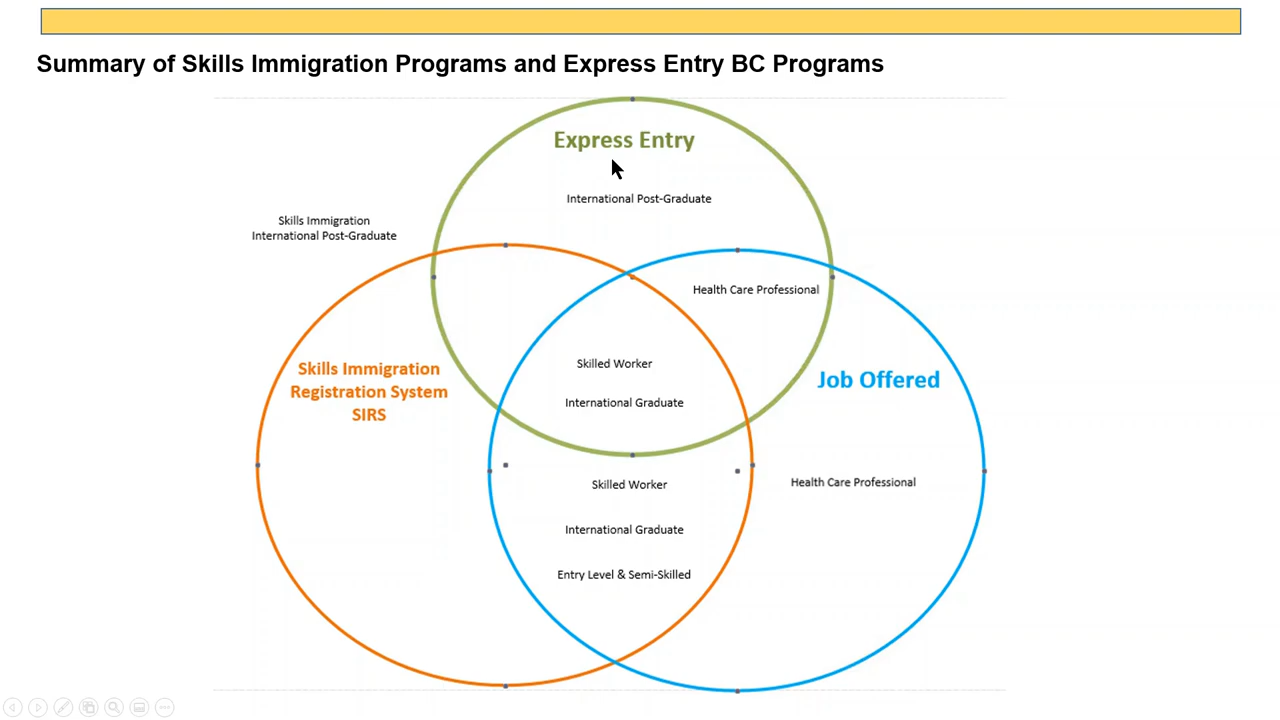 Summary of Skills Immigration Programs and Express Entry BC Programs
Express Entry
International Post-Graduate
Skills Immigration
International Post-Graduate
Health Care Professional
Skilled Worker
International Graduate
Skills Immigration
Registration System
SIRS
Job Offered
Skilled Worker
International Graduate
Entry Level & Semi-Skilled
Health Care Professional